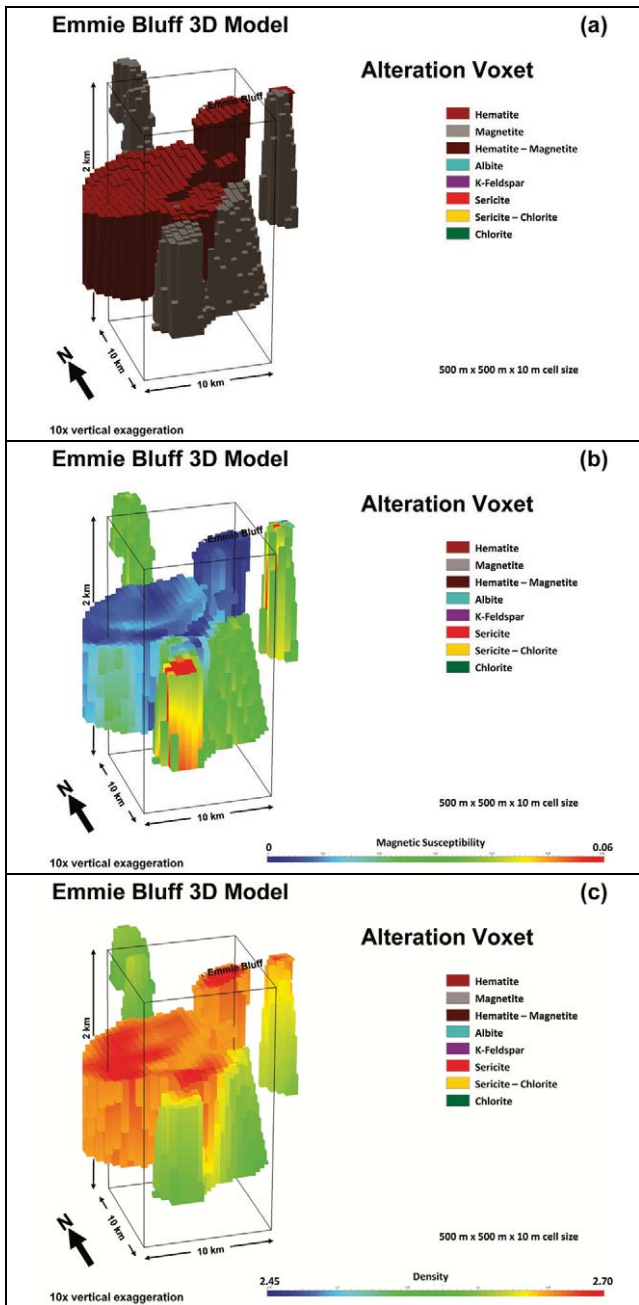 Emmie Bluff 3D Model
(a)
Alteration Voxet
Emmie Bluff
Hematite
Magnetite
Hematite – Magnetite
Albite
K-Feldspar
Sericite
Sericite – Chlorite
Chlorite
2 km
N
10 km
10 km
500 m x 500 m x 10 m cell size
10x vertical exaggeration
Emmie Bluff 3D Model
(b)
Alteration Voxet
Emmie Bluff
Hematite
Magnetite
Hematite – Magnetite
Albite
K-Feldspar
Sericite
Sericite – Chlorite
Chlorite
2 km
N
10 km
10 km
500 m x 500 m x 10 m cell size
0 Magnetic Susceptibility 0.06
10x vertical exaggeration
Emmie Bluff 3D Model
(c)
Alteration Voxet
Emmie Bluff
Hematite
Magnetite
Hematite – Magnetite
Albite
K-Feldspar
Sericite
Sericite – Chlorite
Chlorite
2 km
N
10 km
10 km
500 m x 500 m x 10 m cell size
2.45 Density 2.70
10x vertical exaggeration